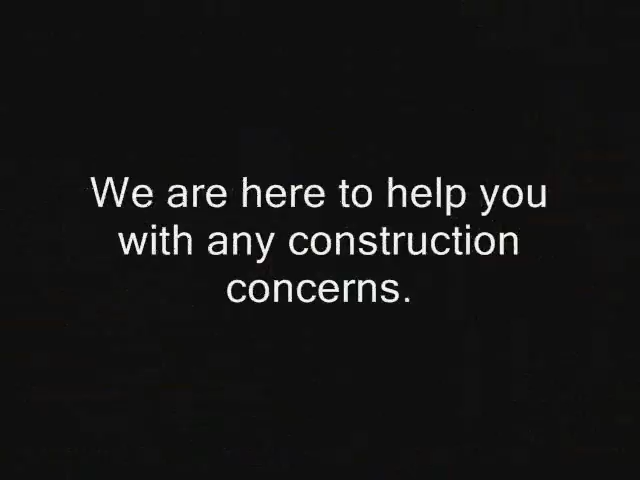 We are here to help you
with any construction
concerns.